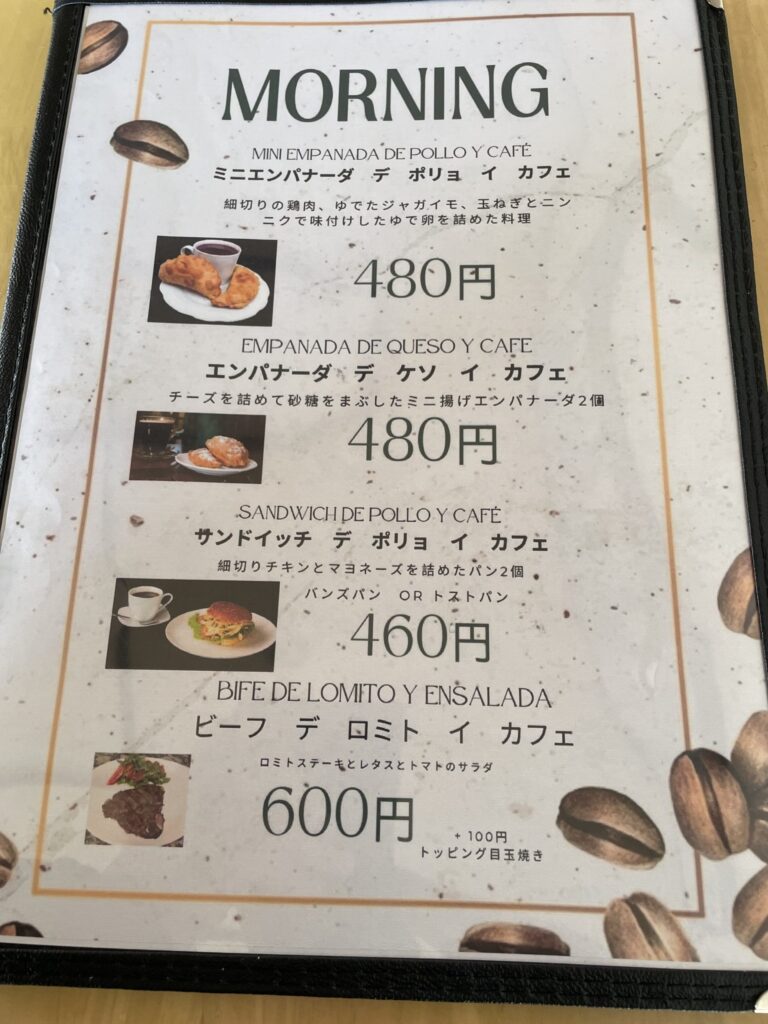 MORNING
MINI EMPANADA DE POLLO Y CAFÉ
ミニエンパナーダ デ ポリョ イ カフェ
細切りの鶏肉、ゆでたジャガイモ、玉ねぎとニン
ニクで味付けしたゆで卵を詰めた料理
480円
EMPANADA DE QUESO Y CAFE
エンパナーダ デ ケソ イ カフェ
チーズを詰めて砂糖をまぶしたミニ揚げエンパナーダ2個
480円
SANDWICH DE POLLO Y CAFÉ
サンドイッチ デ ポリョ イ カフェ
細切りチキンとマヨネーズを詰めたパン2個
バンズパン OR トストパン
460円
BIFE DE LOMITO Y ENSALADA
ビーフ デ ロミト イ カフェ
ロミトステーキとレタスとトマトのサラダ
600円
+ 100円
トッピング目玉焼き